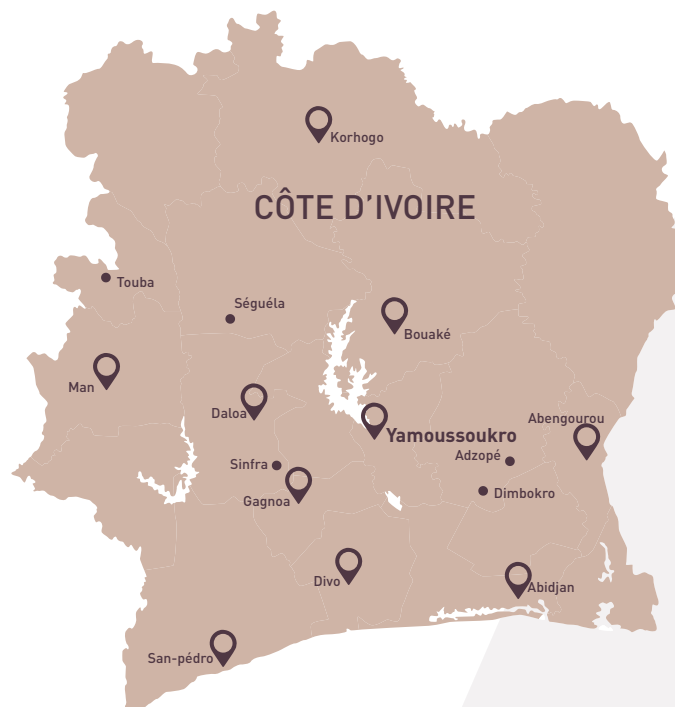 Korhogo
CÔTE D’IVOIRE
Touba
Séguéla
Bouaké
Man
Daloa
Abengourou
Yamoussoukro
Adzopé
Sinfra
Dimbokro
Gagnoa
Divo
Abidjan
San-pédro